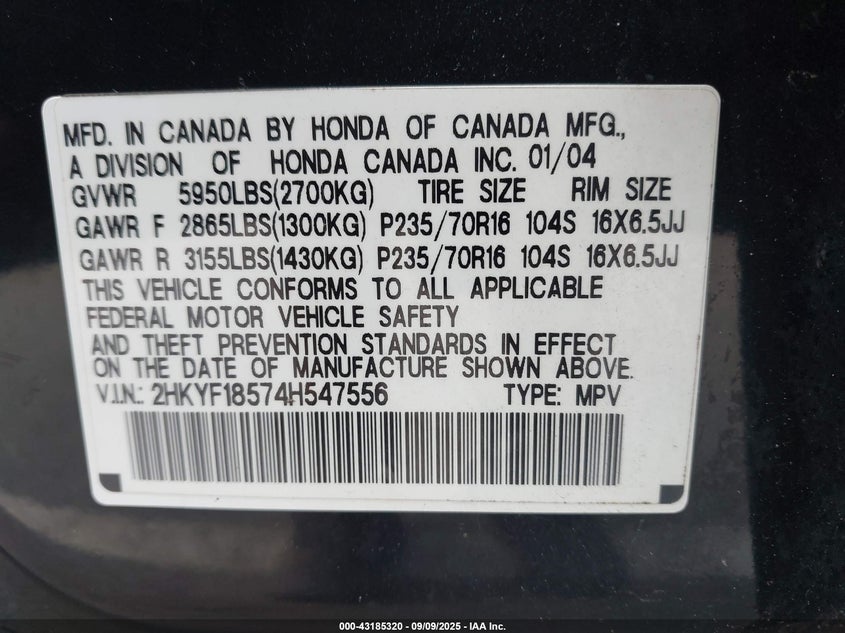 MFD. IN CANADA BY HONDA OF CANADA MFG.,
A DIVISION OF HONDA CANADA INC. 01/04
GVWR 5950LBS(2700KG) TIRE SIZE RIM SIZE
GAWR F 2865LBS(1300KG) P235/70R16 104S 16X6.5JJ
GAWR R 3155LBS(1430KG) P235/70R16 104S 16X6.5JJ
THIS VEHICLE CONFORMS TO ALL APPLICABLE
FEDERAL MOTOR VEHICLE SAFETY
AND THEFT PREVENTION STANDARDS IN EFFECT
ON THE DATE OF MANUFACTURE SHOWN ABOVE.
V.I.N.: 2HKYF18574H547556 TYPE: MPV
000-43185320 - 09/09/2025 - IAA Inc.